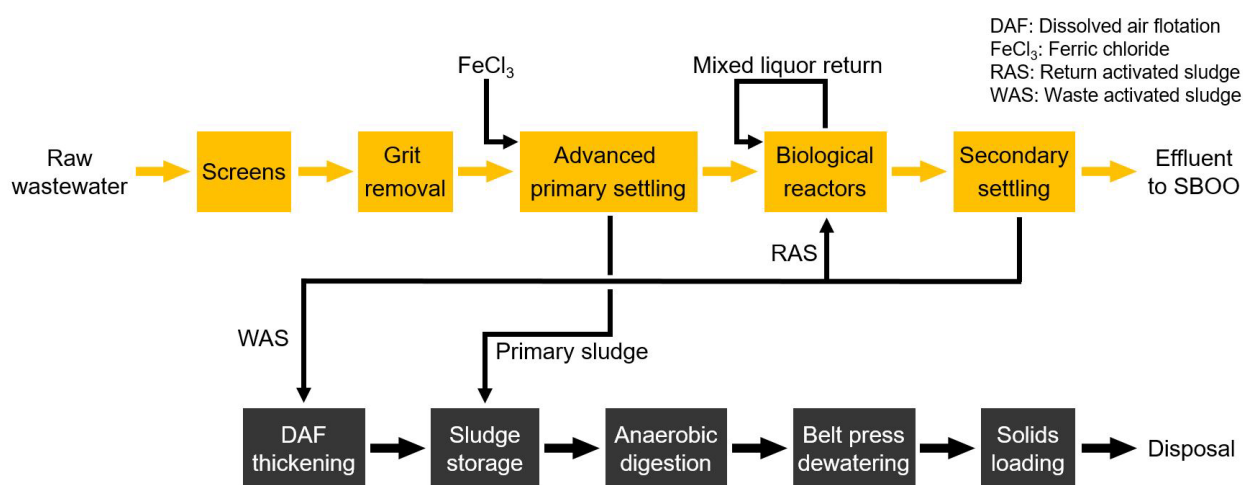 DAF: Dissolved air flotation
FeCl₃: Ferric chloride
RAS: Return activated sludge
WAS: Waste activated sludge
FeCl₃
Mixed liquor return
Raw
wastewater
Screens
Grit
removal
Advanced
primary settling
Biological
reactors
Secondary
settling
Effluent
to SBOO
RAS
WAS
Primary sludge
DAF
thickening
Sludge
storage
Anaerobic
digestion
Belt press
dewatering
Solids
loading
Disposal